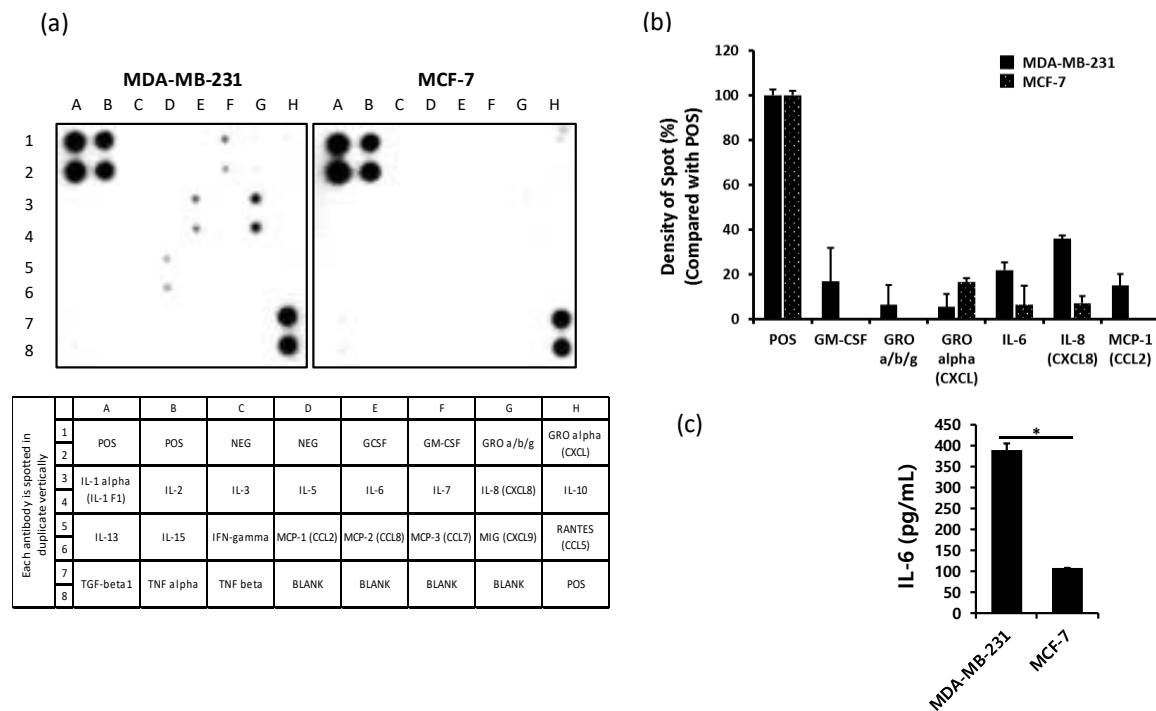 (a)
MDA-MB-231
MCF-7
A B C D E F G H
A B C D E F G H
1
2
3
4
5
6
7
8
Each antibody is spotted in
duplicate vertically
A B C D E F G H
1
2
POS POS NEG NEG GCSF GM-CSF GRO a/b/g GRO alpha
(CXCL)
3
4
IL-1 alpha
(IL-1 F1) IL-2 IL-3 IL-5 IL-6 IL-7 IL-8 (CXCL8) IL-10
5
6
IL-13 IL-15 IFN-gamma MCP-1 (CCL2) MCP-2 (CCL8) MCP-3 (CCL7) MIG (CXCL9) RANTES
(CCL5)
7
8
TGF-beta1 TNF alpha TNF beta BLANK BLANK BLANK BLANK POS
(b)
Density of Spot (%)
(Compared with POS)
120
100
80
60
40
20
0
MDA-MB-231
MCF-7
POS GM-CSF GRO
a/b/g GRO
alpha
(CXCL) IL-6 IL-8
(CXCL8) MCP-1
(CCL2)
(c)
IL-6 (pg/mL)
450
400
350
300
250
200
150
100
50
0
*
MDA-MB-231
MCF-7